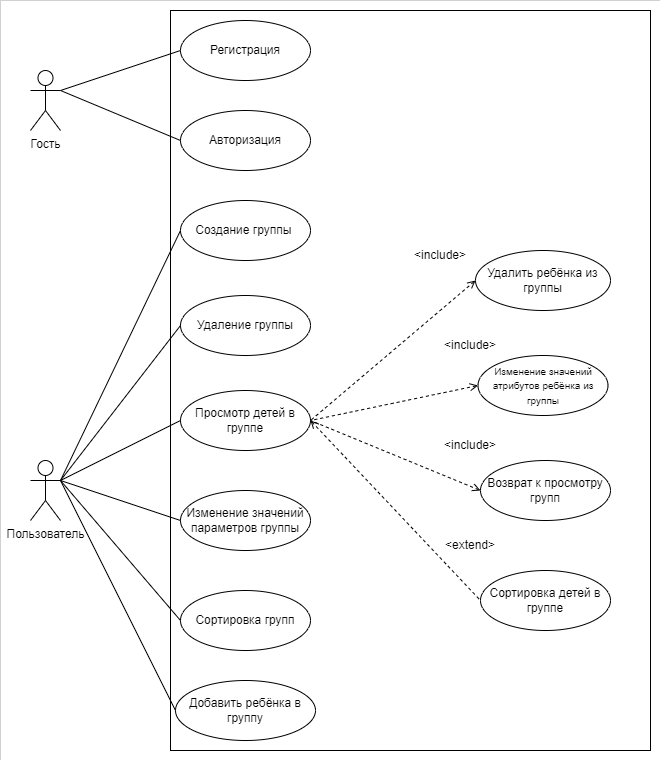 Регистрация
Гость
Авторизация
Создание группы
<include>
Удалить ребёнка из
группы
Удаление группы
<include>
Изменение значений
атрибутов ребёнка из
группы
Просмотр детей в
группе
<include>
Возврат к просмотру
групп
Пользователь
Изменение значений
параметров группы
<extend>
Сортировка детей в
группе
Сортировка групп
Добавить ребёнка в
группу